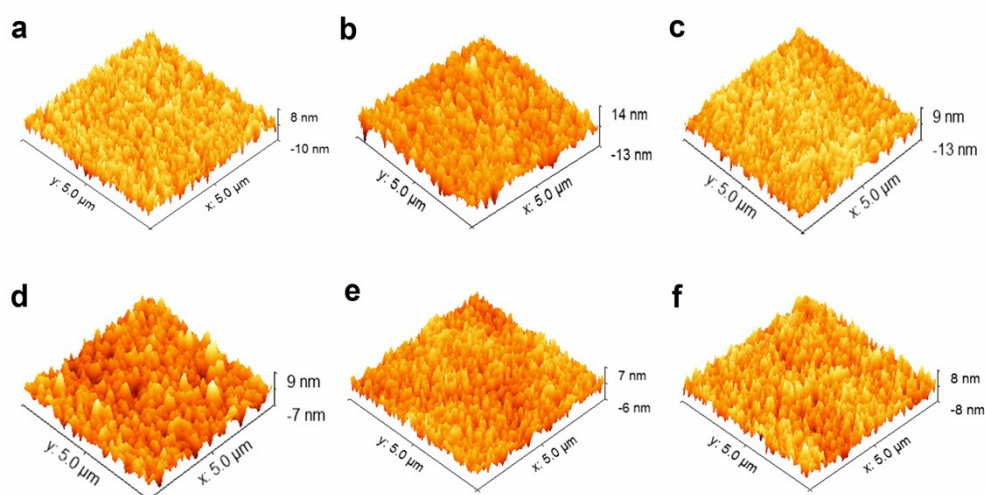 a
8 nm
-10 nm
y: 5.0 µm
x: 5.0 µm
b
14 nm
-13 nm
y: 5.0 µm
x: 5.0 µm
c
9 nm
-13 nm
y: 5.0 µm
x: 5.0 µm
d
9 nm
-7 nm
y: 5.0 µm
x: 5.0 µm
e
7 nm
-6 nm
y: 5.0 µm
x: 5.0 µm
f
8 nm
-8 nm
y: 5.0 µm
x: 5.0 µm